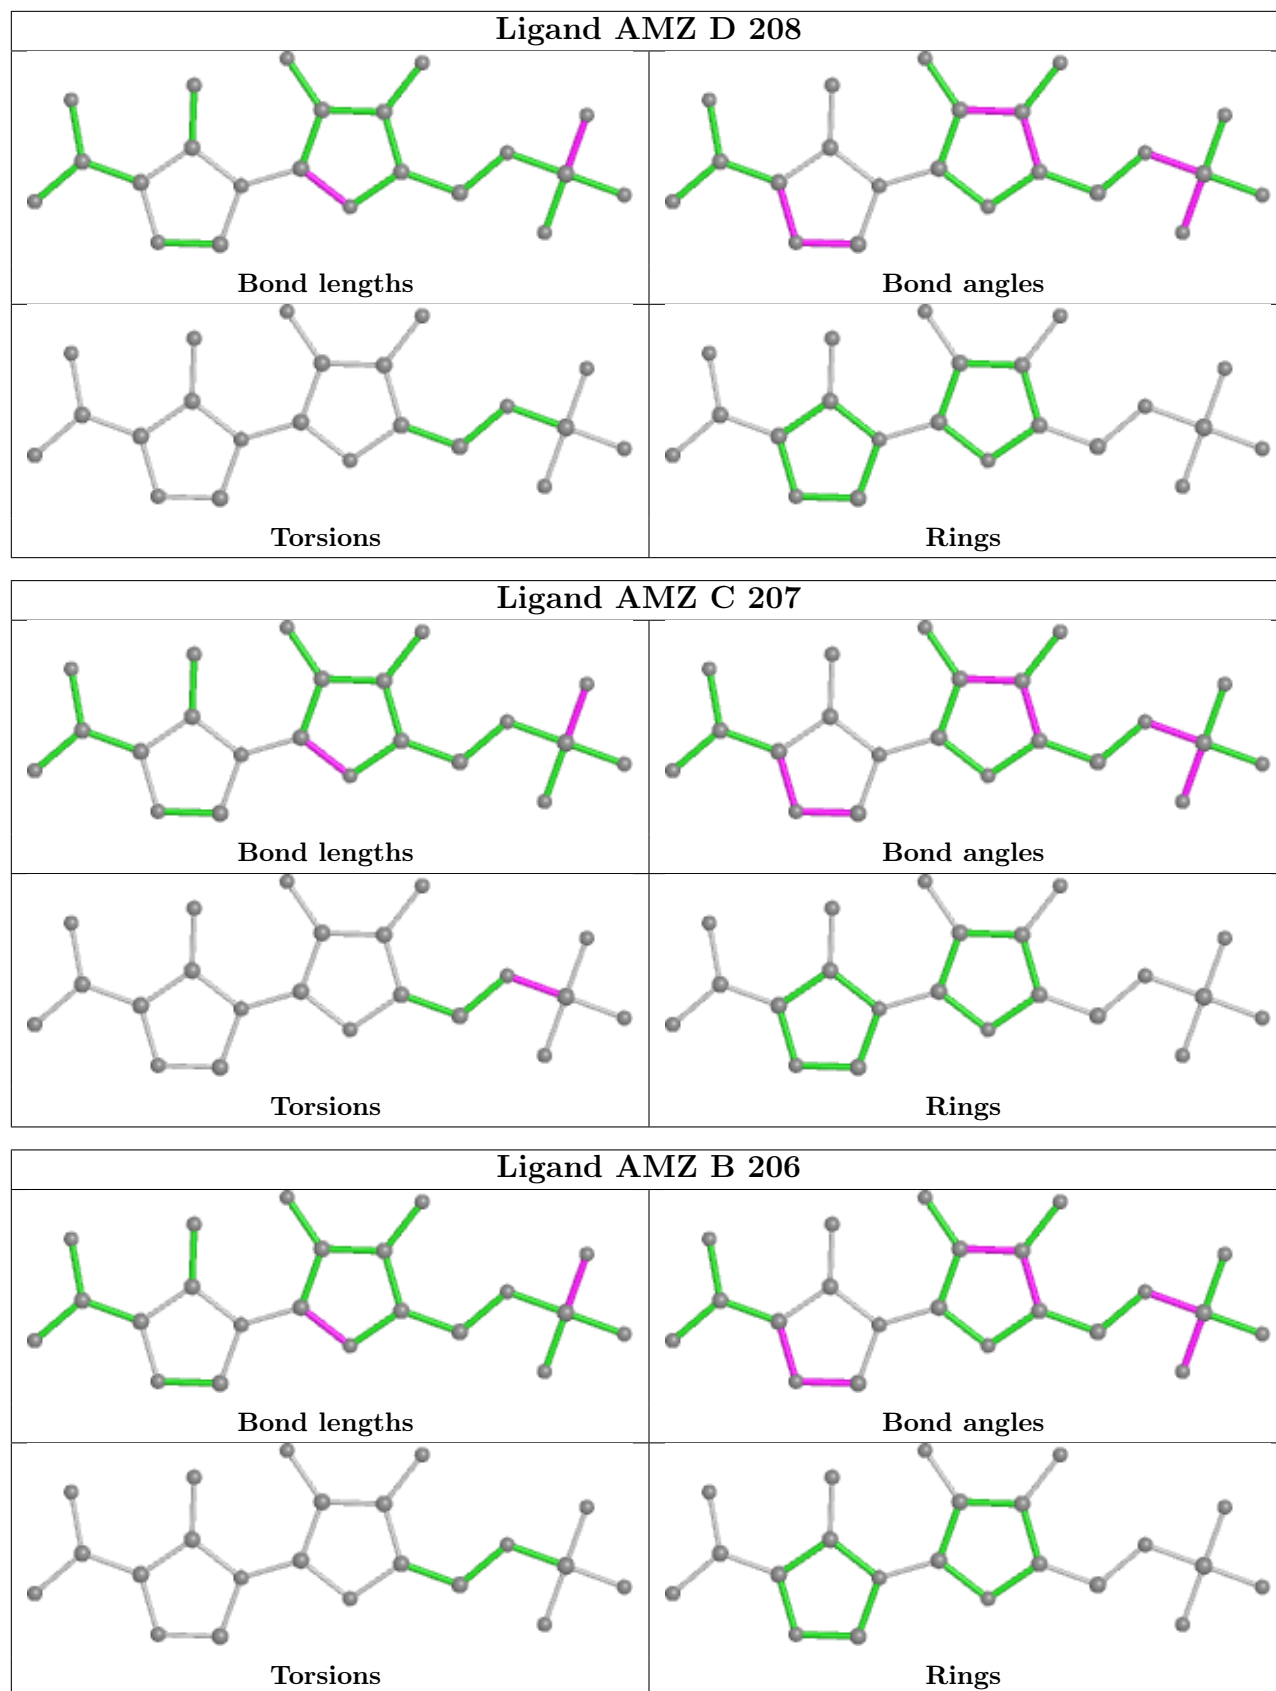 Ligand AMZ D 208
Bond lengths
Bond angles
Torsions
Rings
Ligand AMZ C 207
Bond lengths
Bond angles
Torsions
Rings
Ligand AMZ B 206
Bond lengths
Bond angles
Torsions
Rings